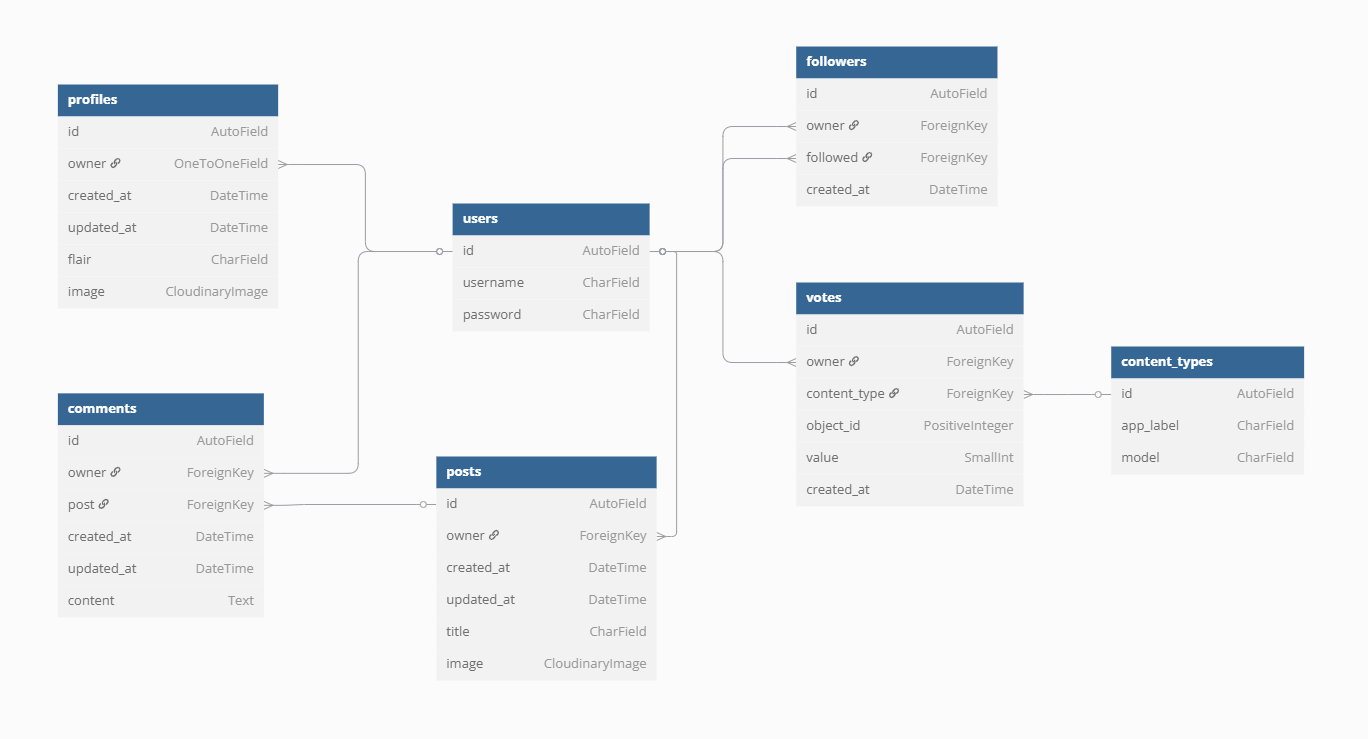 profiles
id AutoField
owner OneToOneField
created_at DateTime
updated_at DateTime
flair CharField
image CloudinaryImage
comments
id AutoField
owner ForeignKey
post ForeignKey
created_at DateTime
updated_at DateTime
content Text
users
id AutoField
username CharField
password CharField
posts
id AutoField
owner ForeignKey
created_at DateTime
updated_at DateTime
title CharField
image CloudinaryImage
followers
id AutoField
owner ForeignKey
followed ForeignKey
created_at DateTime
votes
id AutoField
owner ForeignKey
content_type ForeignKey
object_id PositiveInteger
value SmallInt
created_at DateTime
content_types
id AutoField
app_label CharField
model CharField